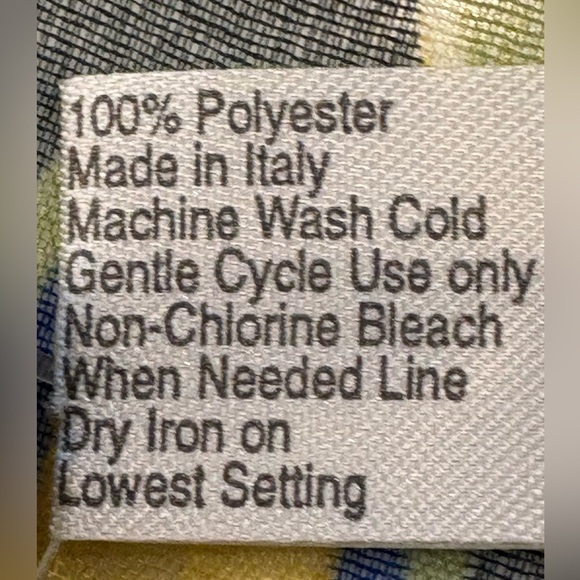 100% Polyester
Made in Italy
Machine Wash Cold
Gentle Cycle Use only
Non-Chlorine Bleach
When Needed Line
Dry Iron on
Lowest Setting